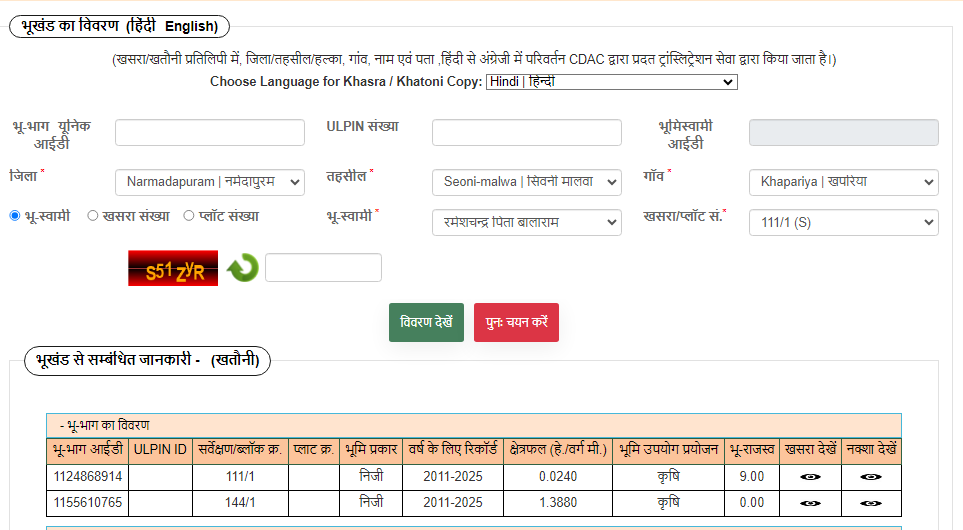 भूखंड का विवरण (हिंदी English)
(खसरा/खतौनी प्रतिलिपी में, जिला/तहसील/हल्का, गांव, नाम एवं पता ,हिंदी से अंग्रेजी में परिवर्तन CDAC द्वारा प्रदत ट्रांस्लिट्रेशन सेवा द्वारा किया जाता है।)
Choose Language for Khasra / Khatoni Copy: Hindi | हिन्दी
भू-भाग यूनिक आईडी ULPIN संख्या भूमिस्वामी आईडी
जिला * Narmadapuram | नर्मदापुरम तहसील * Seoni-malwa | सिवनी मालवा गाँव * Khapariya | खपरिया
भू-स्वामी खसरा संख्या प्लॉट संख्या भू-स्वामी * रमेशचन्द्र पिता बालाराम खसरा/प्लॉट सं.* 111/1 (S)
S51ZyR
विवरण देखें पुनः चयन करें
भूखंड से सम्बंधित जानकारी - (खतौनी)
- भू-भाग का विवरण
भू-भाग आईडी ULPIN ID सर्वेक्षण/ब्लॉक क्र. प्लाट क्र. भूमि प्रकार वर्ष के लिए रिकॉर्ड क्षेत्रफल (हे./वर्ग मी.) भूमि उपयोग प्रयोजन भू-राजस्व खसरा देखें नक्शा देखें
1124868914 111/1 निजी 2011-2025 0.0240 कृषि 9.00
1155610765 144/1 निजी 2011-2025 1.3880 कृषि 0.00